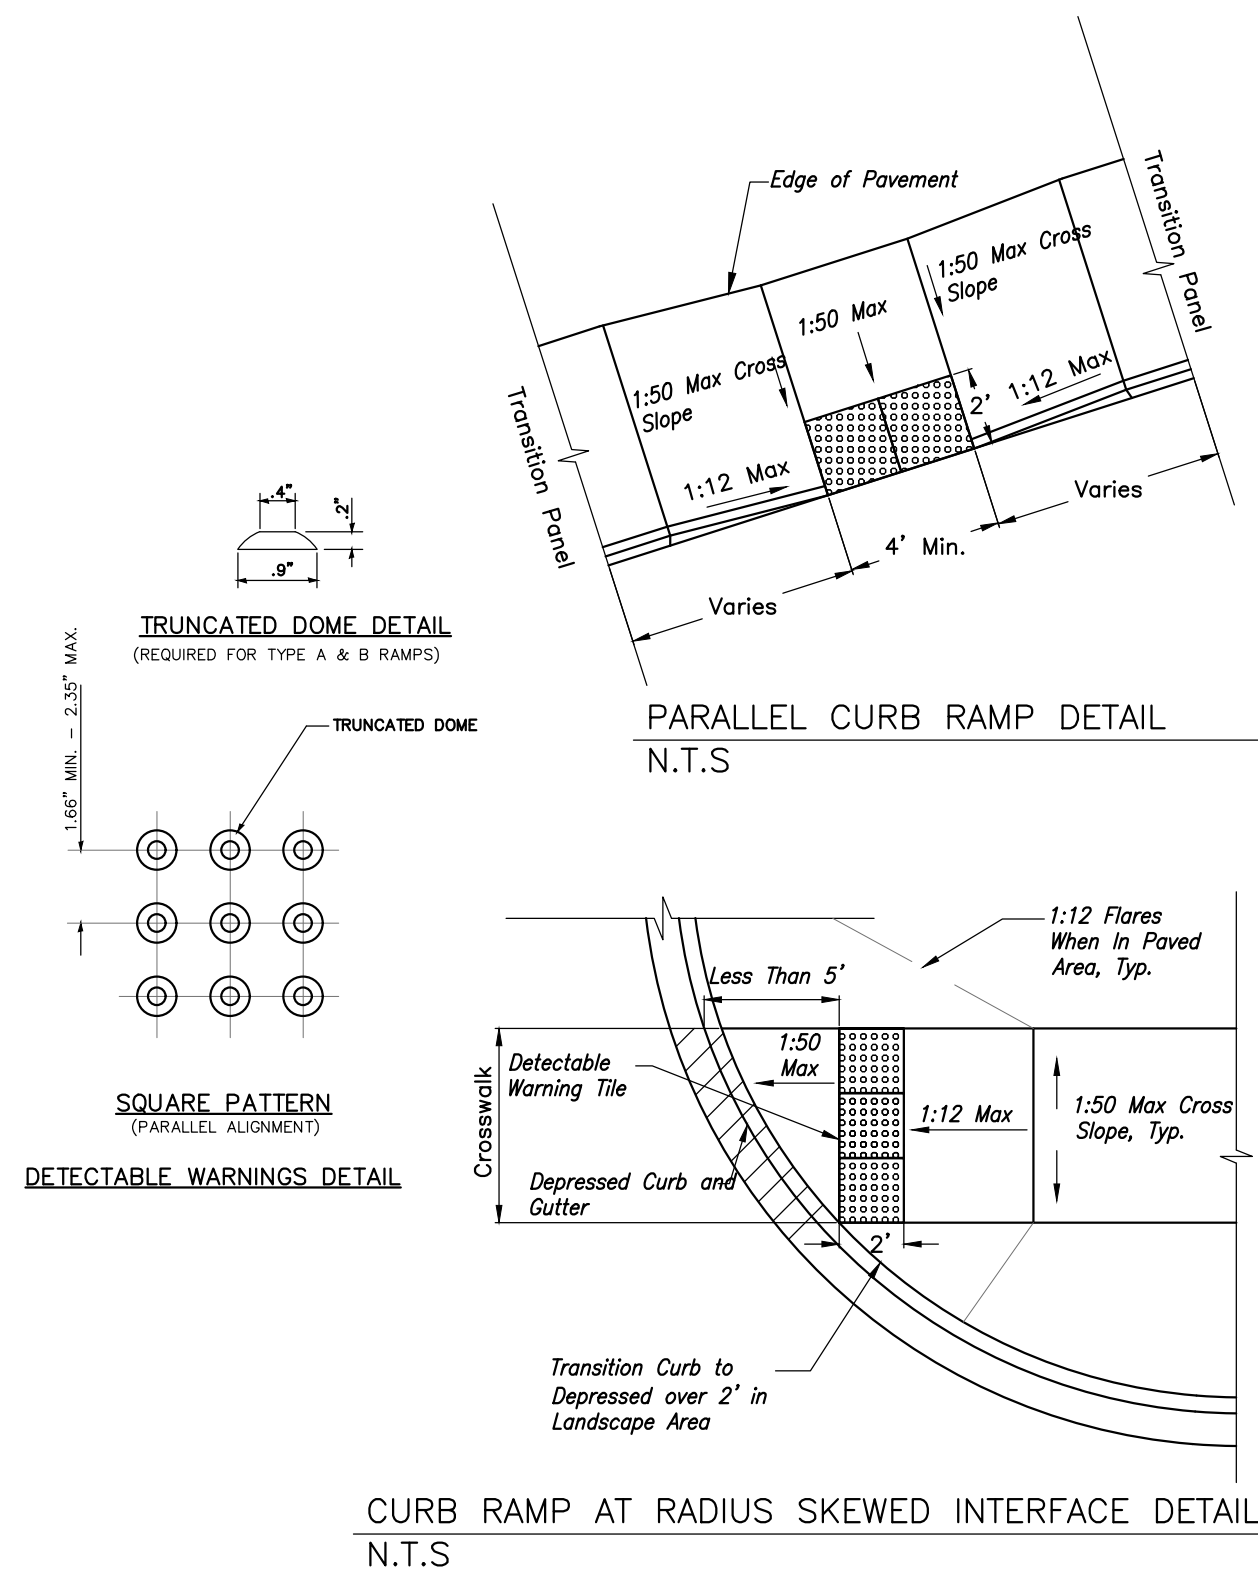 Edge of Pavement
Transition Panel
1:50 Max Cross
Slope
1:50 Max
1:50 Max Cross
Slope
1:12 Max
2'
1:12 Max
Transition Panel
Varies
4' Min.
Varies
PARALLEL CURB RAMP DETAIL
N.T.S
.4"
.2"
.9"
TRUNCATED DOME DETAIL
(REQUIRED FOR TYPE A & B RAMPS)
1.66" MIN. - 2.35" MAX.
TRUNCATED DOME
SQUARE PATTERN
(PARALLEL ALIGNMENT)
DETECTABLE WARNINGS DETAIL
1:12 Flares
When In Paved
Area, Typ.
Less Than 5'
1:50
Max
Detectable
Warning Tile
Crosswalk
1:12 Max
1:50 Max Cross
Slope, Typ.
Depressed Curb and
Gutter
2'
Transition Curb to
Depressed over 2' in
Landscape Area
CURB RAMP AT RADIUS SKEWED INTERFACE DETAIL
N.T.S